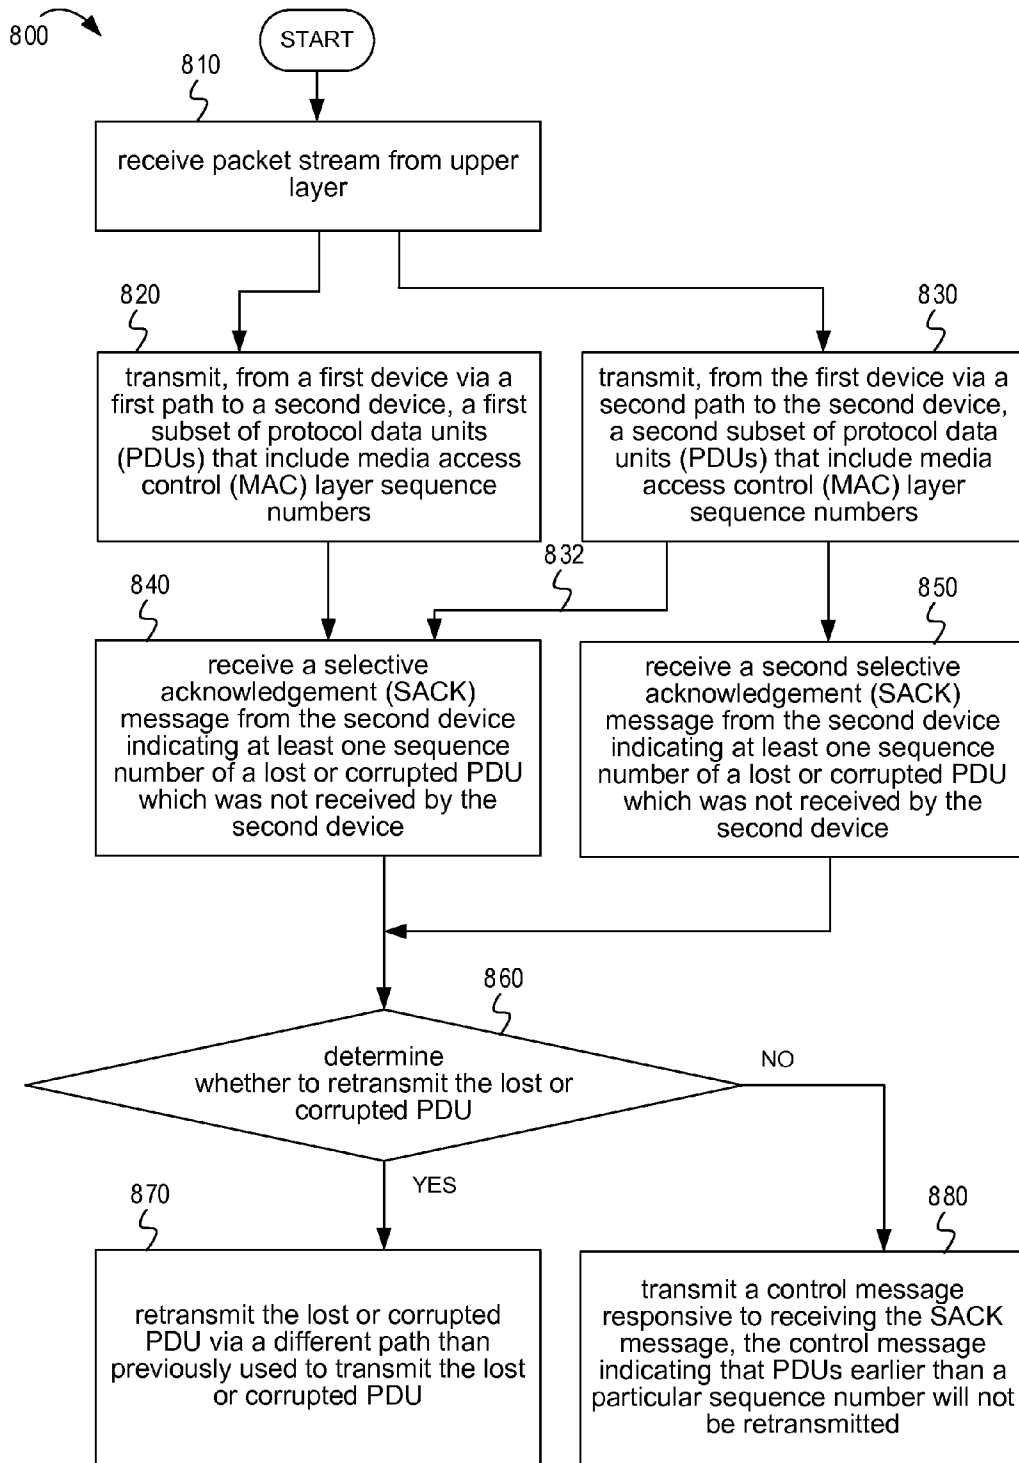 800
START
810
receive packet stream from upper
layer
820
transmit, from a first device via a
first path to a second device, a first
subset of protocol data units
(PDUs) that include media access
control (MAC) layer sequence
numbers
830
transmit, from the first device via a
second path to the second device,
a second subset of protocol data
units (PDUs) that include media
access control (MAC) layer
sequence numbers
832
840
receive a selective
acknowledgement (SACK)
message from the second device
indicating at least one sequence
number of a lost or corrupted PDU
which was not received by the
second device
850
receive a second selective
acknowledgement (SACK)
message from the second device
indicating at least one sequence
number of a lost or corrupted PDU
which was not received by the
second device
860
determine
whether to retransmit the lost or
corrupted PDU
NO
YES
870
retransmit the lost or corrupted
PDU via a different path than
previously used to transmit the lost
or corrupted PDU
880
transmit a control message
responsive to receiving the SACK
message, the control message
indicating that PDUs earlier than a
particular sequence number will not
be retransmitted